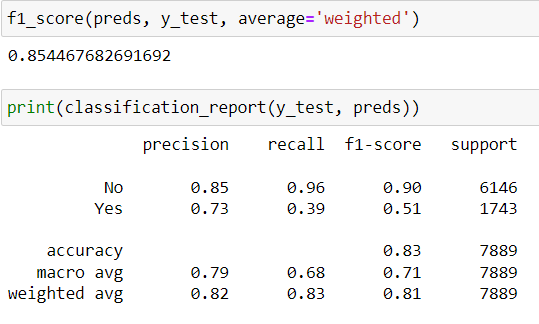 f1_score(preds, y_test, average='weighted')
0.854467682691692
print(classification_report(y_test, preds))
precision recall f1-score support
No 0.85 0.96 0.90 6146
Yes 0.73 0.39 0.51 1743
accuracy 0.83 7889
macro avg 0.79 0.68 0.71 7889
weighted avg 0.82 0.83 0.81 7889